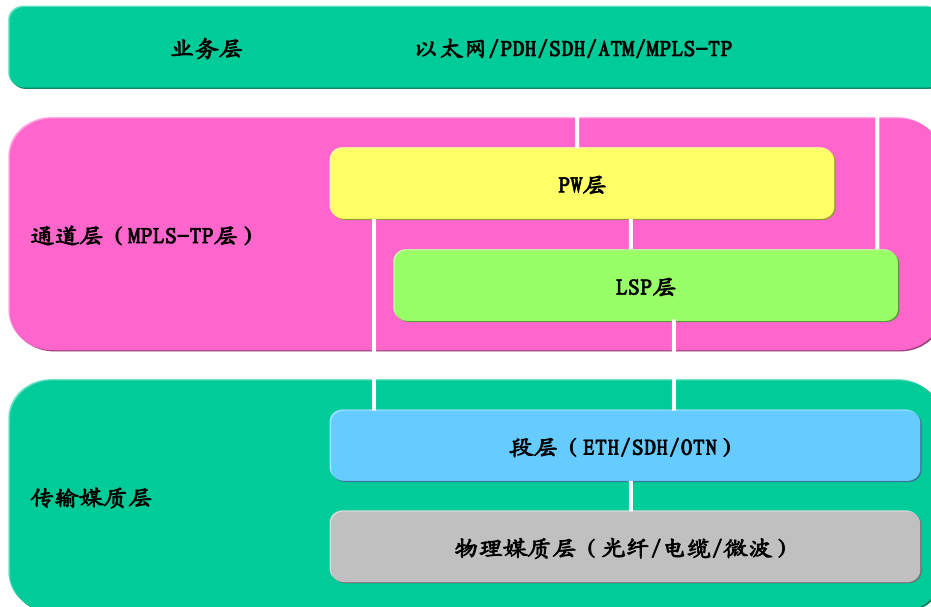 业务层 以太网/PDH/SDH/ATM/MPLS-TP
PW层
通道层（MPLS-TP层）
LSP层
段层（ETH/SDH/OTN）
传输媒质层
物理媒质层（光纤/电缆/微波）